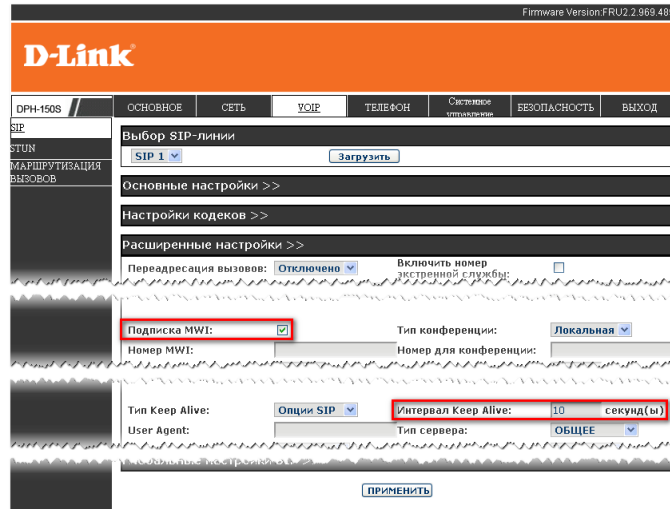 Firmware Version:FRU2.2.969.48
D-Link
DPH-150S
ОСНОВНОЕ СЕТЬ VOIP ТЕЛЕФОН Системное управление БЕЗОПАСНОСТЬ ВЫХОД
SIP
STUN
МАРШРУТИЗАЦИЯ
ВЫЗОВОВ
Выбор SIP-линии
SIP 1 Загрузить
Основные настройки >>
Настройки кодеков >>
Расширенные настройки >>
Переадресация вызовов: Отключено Включить номер
экстренной службы:
Подписка MWI: Тип конференции: Локальная
Номер MWI: Номер для конференции:
Тип Keep Alive: Опции SIP Интервал Keep Alive: 10 секунд(ы)
User Agent: Тип сервера: ОБЩЕЕ
ПРИМЕНИТЬ